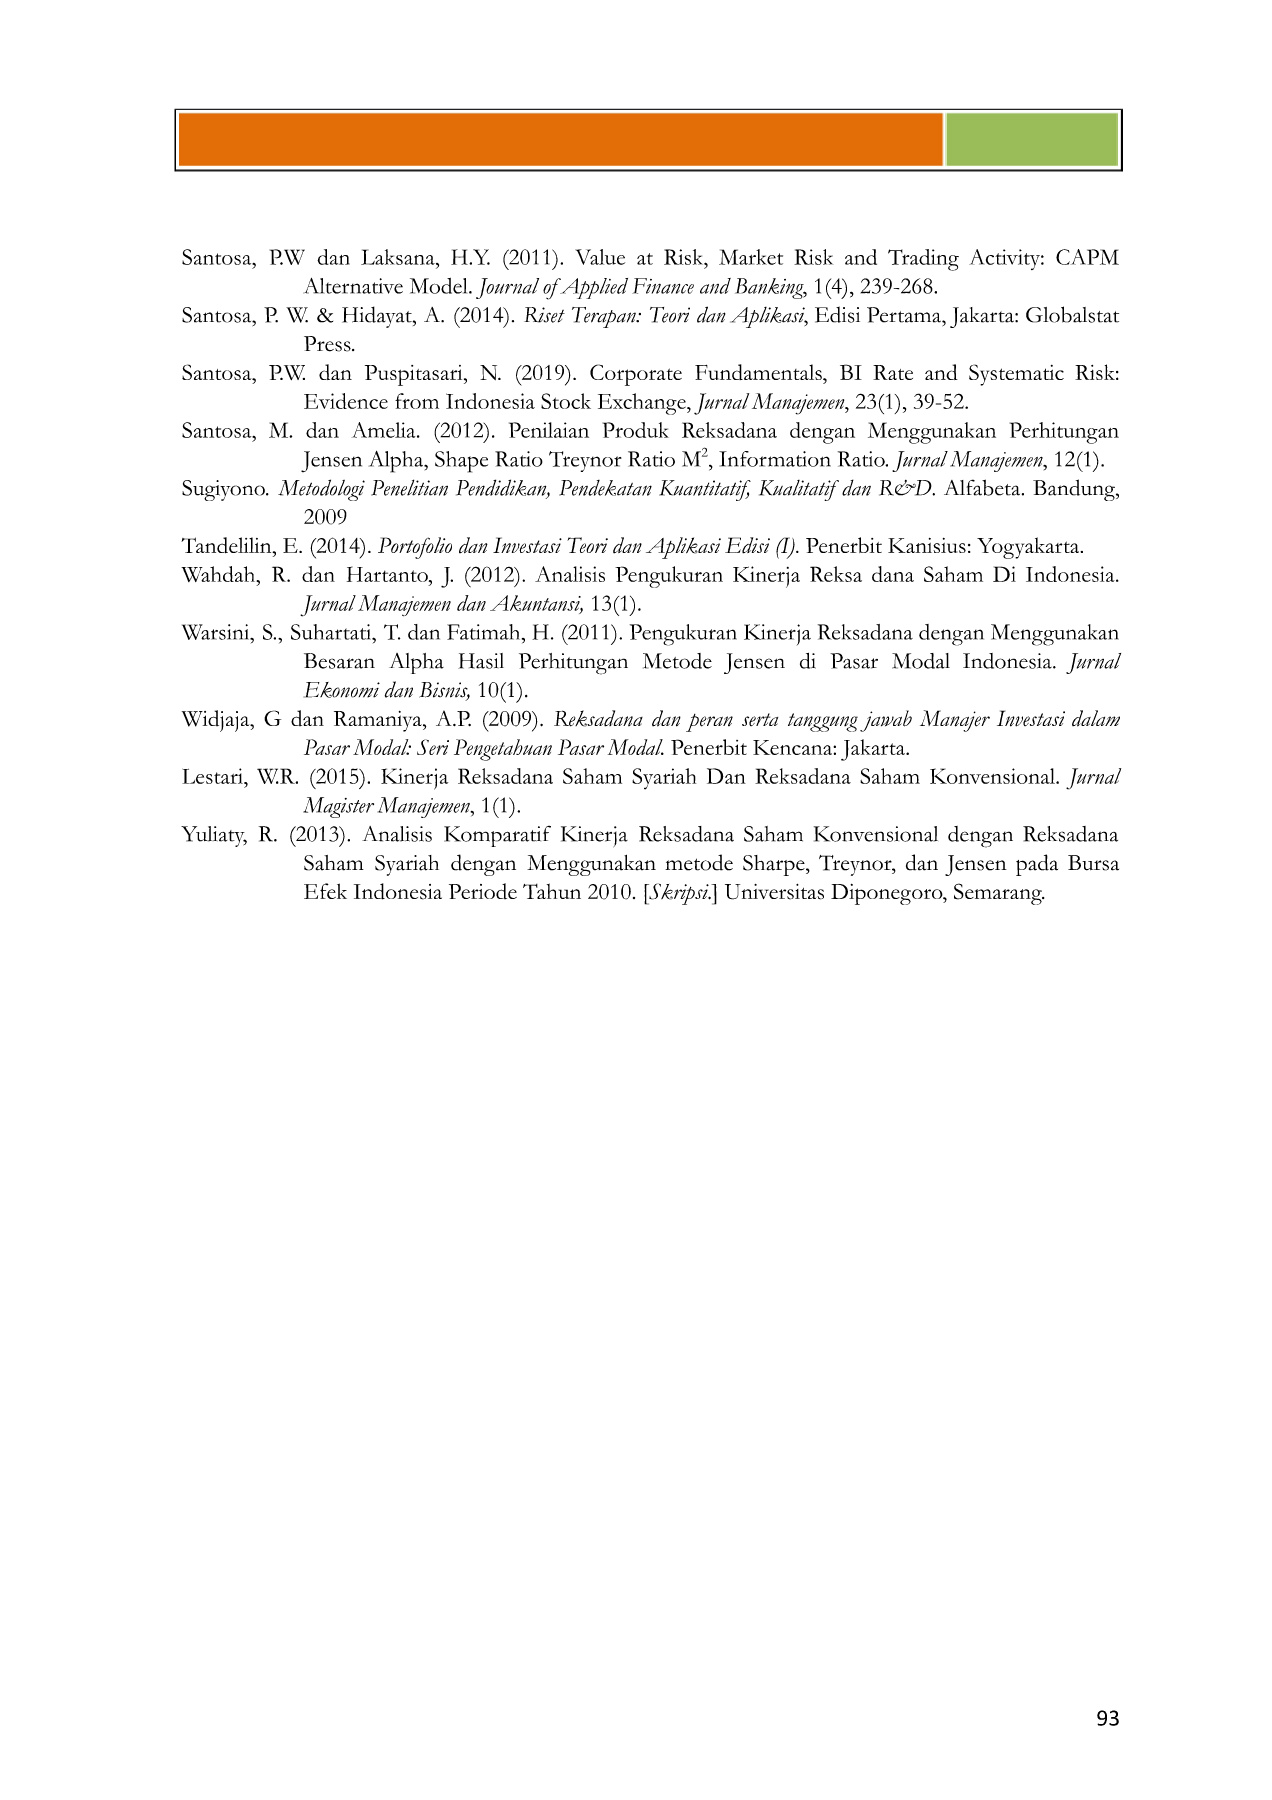 Santosa, P.W dan Laksana, H.Y. (2011). Value at Risk, Market Risk and Trading Activity: CAPM
Alternative Model. Journal of Applied Finance and Banking, 1(4), 239-268.
Santosa, P. W. & Hidayat, A. (2014). Riset Terapan: Teori dan Aplikasi, Edisi Pertama, Jakarta: Globalstat
Press.
Santosa, P.W. dan Puspitasari, N. (2019). Corporate Fundamentals, BI Rate and Systematic Risk:
Evidence from Indonesia Stock Exchange, Jurnal Manajemen, 23(1), 39-52.
Santosa, M. dan Amelia. (2012). Penilaian Produk Reksadana dengan Menggunakan Perhitungan
Jensen Alpha, Shape Ratio Treynor Ratio M², Information Ratio. Jurnal Manajemen, 12(1).
Sugiyono. Metodologi Penelitian Pendidikan, Pendekatan Kuantitatif, Kualitatif dan R&D. Alfabeta. Bandung,
2009
Tandelilin, E. (2014). Portofolio dan Investasi Teori dan Aplikasi Edisi (I). Penerbit Kanisius: Yogyakarta.
Wahdah, R. dan Hartanto, J. (2012). Analisis Pengukuran Kinerja Reksa dana Saham Di Indonesia.
Jurnal Manajemen dan Akuntansi, 13(1).
Warsini, S., Suhartati, T. dan Fatimah, H. (2011). Pengukuran Kinerja Reksadana dengan Menggunakan
Besaran Alpha Hasil Perhitungan Metode Jensen di Pasar Modal Indonesia. Jurnal
Ekonomi dan Bisnis, 10(1).
Widjaja, G dan Ramaniya, A.P. (2009). Reksadana dan peran serta tanggung jawab Manajer Investasi dalam
Pasar Modal: Seri Pengetahuan Pasar Modal. Penerbit Kencana: Jakarta.
Lestari, W.R. (2015). Kinerja Reksadana Saham Syariah Dan Reksadana Saham Konvensional. Jurnal
Magister Manajemen, 1(1).
Yuliaty, R. (2013). Analisis Komparatif Kinerja Reksadana Saham Konvensional dengan Reksadana
Saham Syariah dengan Menggunakan metode Sharpe, Treynor, dan Jensen pada Bursa
Efek Indonesia Periode Tahun 2010. [Skripsi.] Universitas Diponegoro, Semarang.
93